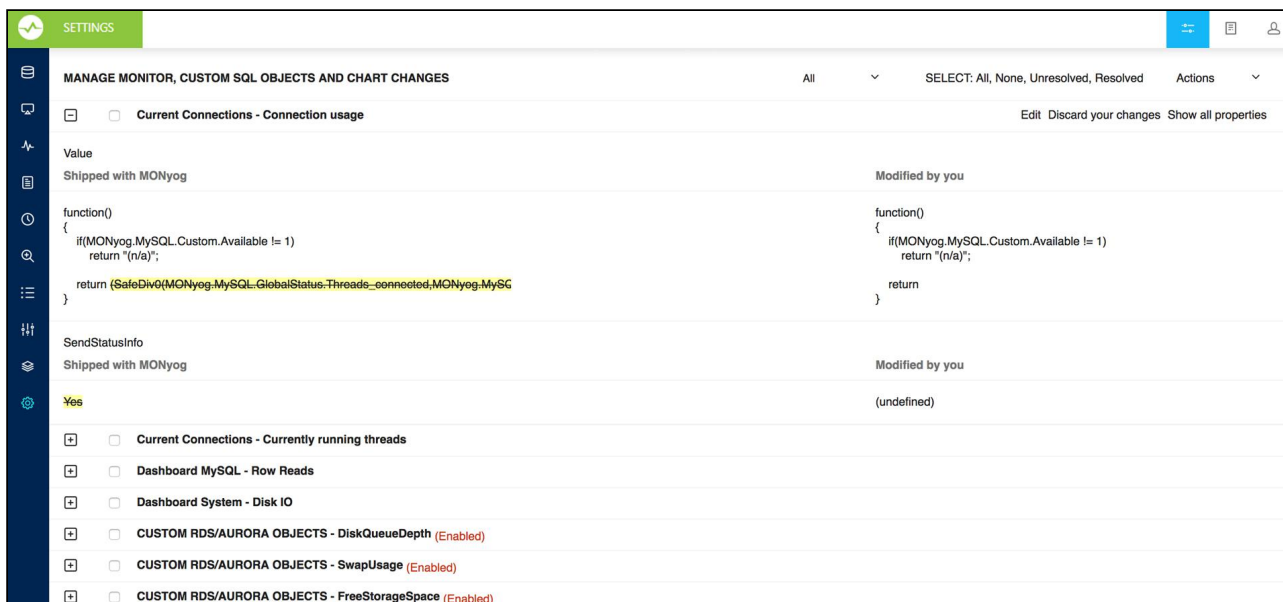 SETTINGS
MANAGE MONITOR, CUSTOM SQL OBJECTS AND CHART CHANGES All SELECT: All, None, Unresolved, Resolved Actions
Current Connections - Connection usage Edit Discard your changes Show all properties
Value
Shipped with MONyog Modified by you
function() function()
{ {
if(MONyog.MySQL.Custom.Available != 1) if(MONyog.MySQL.Custom.Available != 1)
return "(n/a)"; return "(n/a)";
return (SafeDiv0(MONyog.MySQL.GlobalStatus.Threads_connected,MONyog.MySQ return
} }
SendStatusInfo
Shipped with MONyog Modified by you
Yes (undefined)
Current Connections - Currently running threads
Dashboard MySQL - Row Reads
Dashboard System - Disk IO
CUSTOM RDS/AURORA OBJECTS - DiskQueueDepth (Enabled)
CUSTOM RDS/AURORA OBJECTS - SwapUsage (Enabled)
CUSTOM RDS/AURORA OBJECTS - FreeStorageSpace (Enabled)